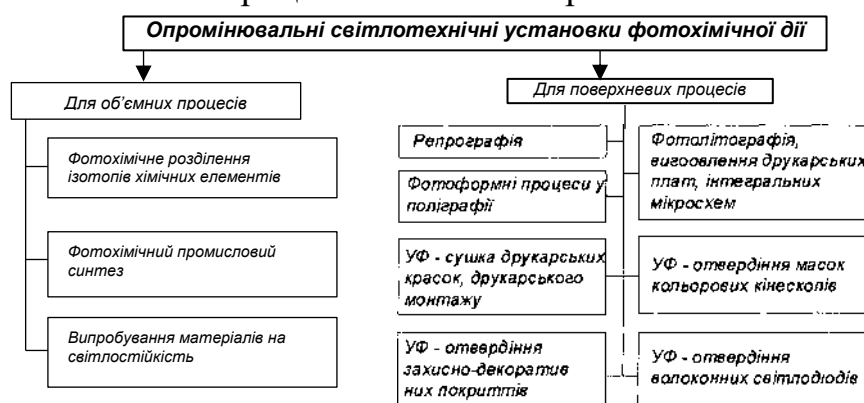 Опромінювальні світлотехнічні установки фотохімічної дії
Для об'ємних процесів
Фотохімічне розділення
ізотопів хімічних елементів
Фотохімічний промисловий
синтез
Випробування матеріалів на
світлостійкість
Для поверхневих процесів
Репрографія
Фотоформні процеси у
поліграфії
УФ - сушка друкарських
красок, друкарського
монтажу
УФ - отвердіння
захисно-декоратив
них покриттів
Фотолітографія,
вигоовлення друкарських
плат, інтегральних
мікросхем
УФ - отвердіння масок
кольорових кінескопів
УФ - отвердіння
волоконних світлодіодів